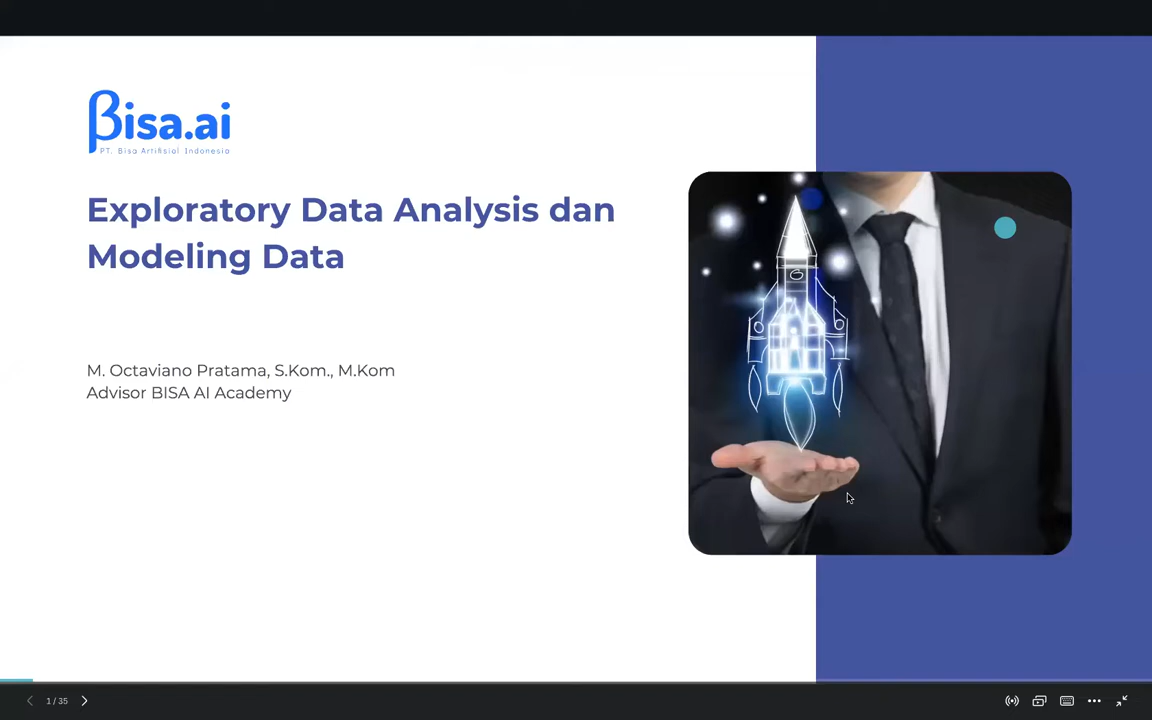 Bisa.ai
PT. Bisa Artifisial Indonesia
Exploratory Data Analysis dan
Modeling Data
M. Octaviano Pratama, S.Kom., M.Kom
Advisor BISA AI Academy
1 / 35